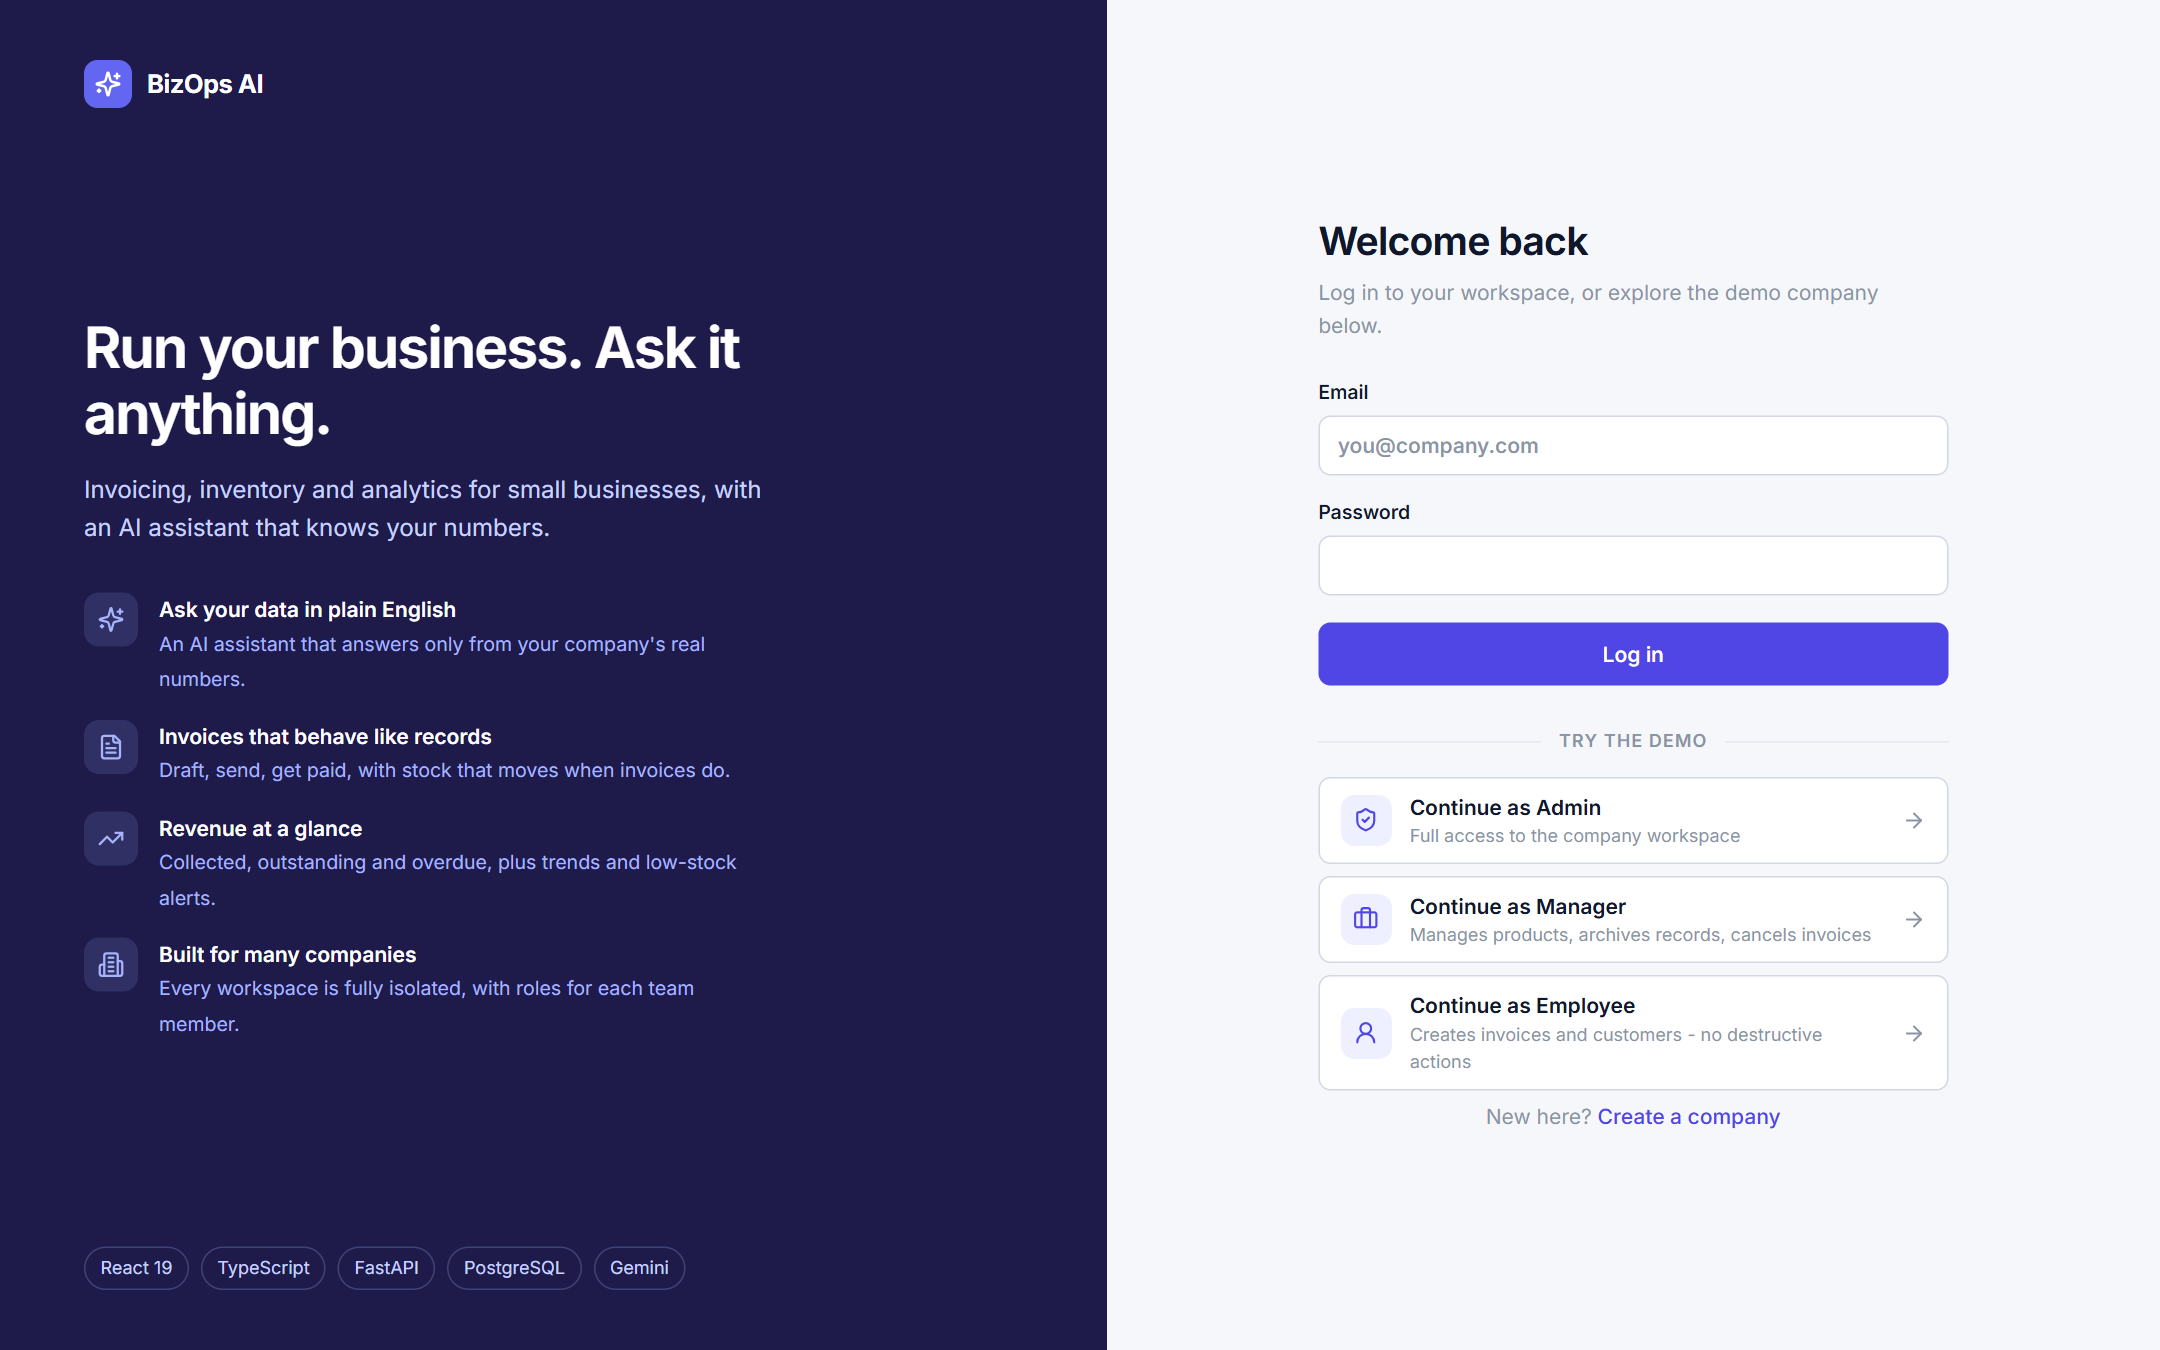 BizOps AI
Run your business. Ask it
anything.
Invoicing, inventory and analytics for small businesses, with
an AI assistant that knows your numbers.
Ask your data in plain English
An AI assistant that answers only from your company's real
numbers.
Invoices that behave like records
Draft, send, get paid, with stock that moves when invoices do.
Revenue at a glance
Collected, outstanding and overdue, plus trends and low-stock
alerts.
Built for many companies
Every workspace is fully isolated, with roles for each team
member.
React 19
TypeScript
FastAPI
PostgreSQL
Gemini
Welcome back
Log in to your workspace, or explore the demo company
below.
Email
you@company.com
Password
Log in
TRY THE DEMO
Continue as Admin
Full access to the company workspace
Continue as Manager
Manages products, archives records, cancels invoices
Continue as Employee
Creates invoices and customers - no destructive
actions
New here? Create a company